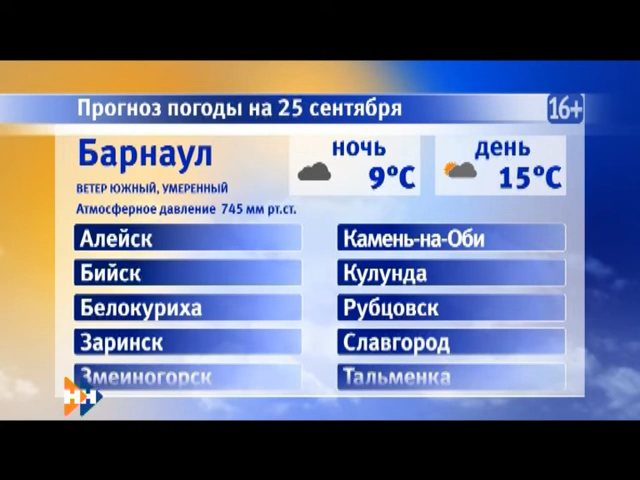 Прогноз погоды на 25 сентября 16+
Барнаул
ВЕТЕР ЮЖНЫЙ, УМЕРЕННЫЙ
Атмосферное давление 745 мм рт.ст.
ночь
9°C
день
15°C
Алейск
Бийск
Белокуриха
Заринск
Змеиногорск
Камень-на-Оби
Кулунда
Рубцовск
Славгород
Тальменка
НН